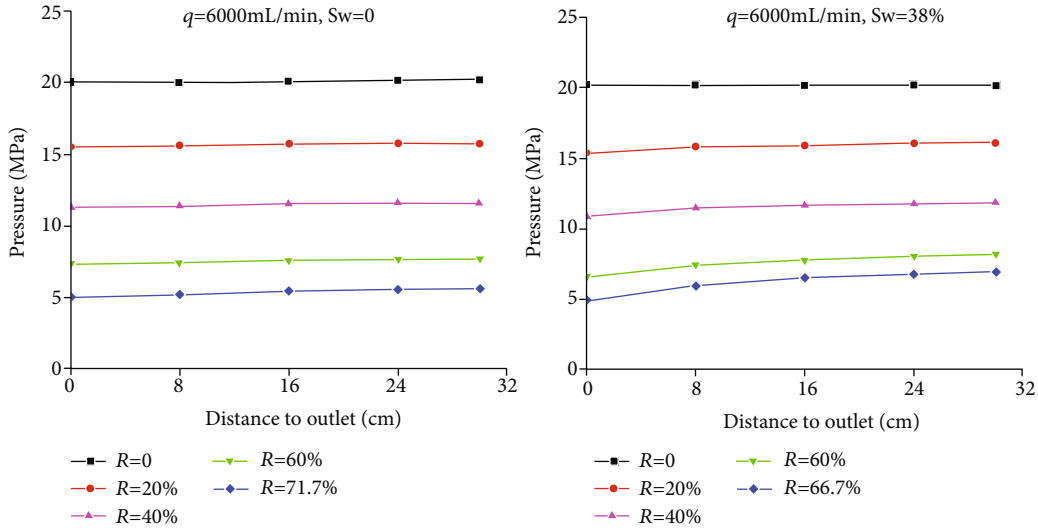 q=6000mL/min, Sw=0
25
20
15
10
5
0
Pressure (MPa)
0 8 16 24 32
Distance to outlet (cm)
R=0
R=20%
R=40%
R=60%
R=71.7%
q=6000mL/min, Sw=38%
25
20
15
10
5
0
Pressure (MPa)
0 8 16 24 32
Distance to outlet (cm)
R=0
R=20%
R=40%
R=60%
R=66.7%